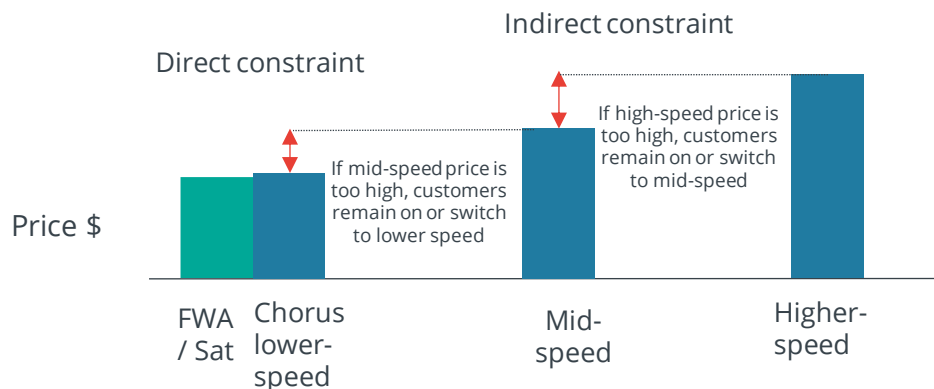 Indirect constraint
Direct constraint
If high-speed price is
too high, customers
remain on or switch
to mid-speed
If mid-speed price is
too high, customers
remain on or switch
to lower speed
Price $
FWA
/ Sat
Chorus
lower-
speed
Mid-
speed
Higher-
speed